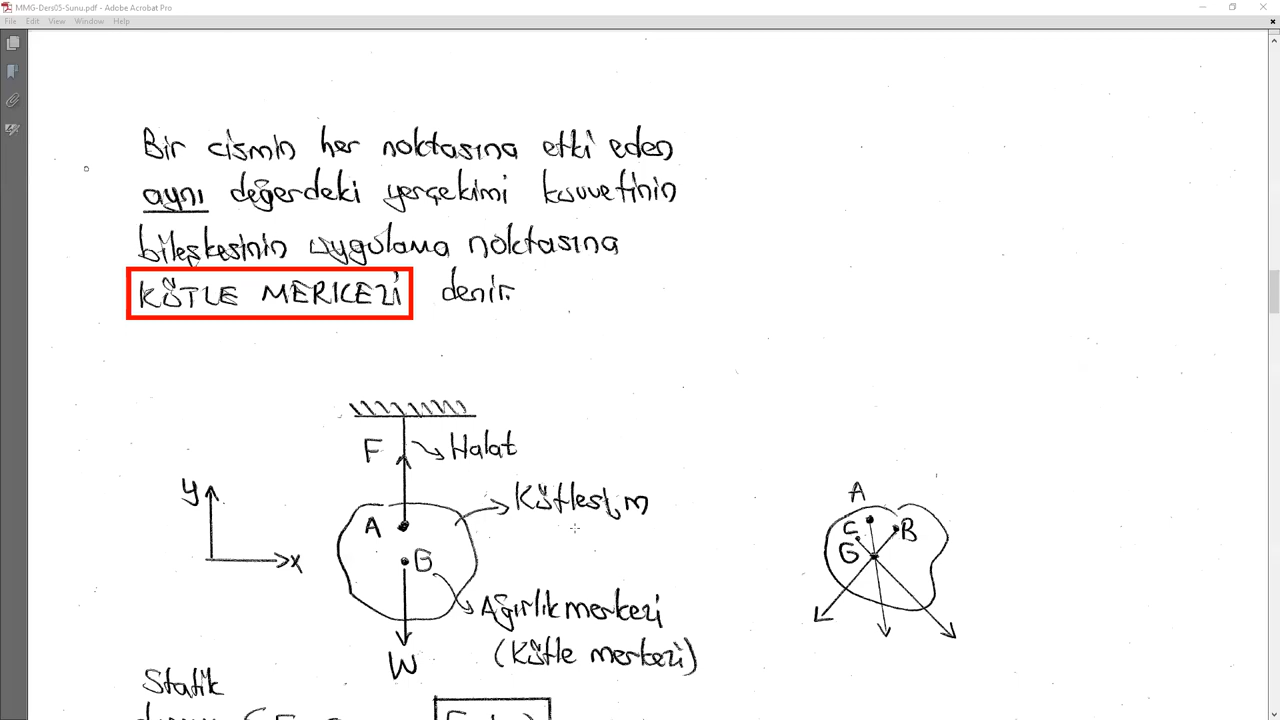 MMG-Ders05-Sunu.pdf - Adobe Acrobat Pro
File Edit View Window Help
Bir cismin her noktasına etki eden
aynı değerdeki yerçekimi kuvvetinin
bileşkesinin uygulama noktasına
KÜTLE MERKEZİ denir.
F
Halat
y
x
A
G
Kütlesi, m
Ağırlık merkezi
(Kütle merkezi)
W
A
C
B
G
Statik